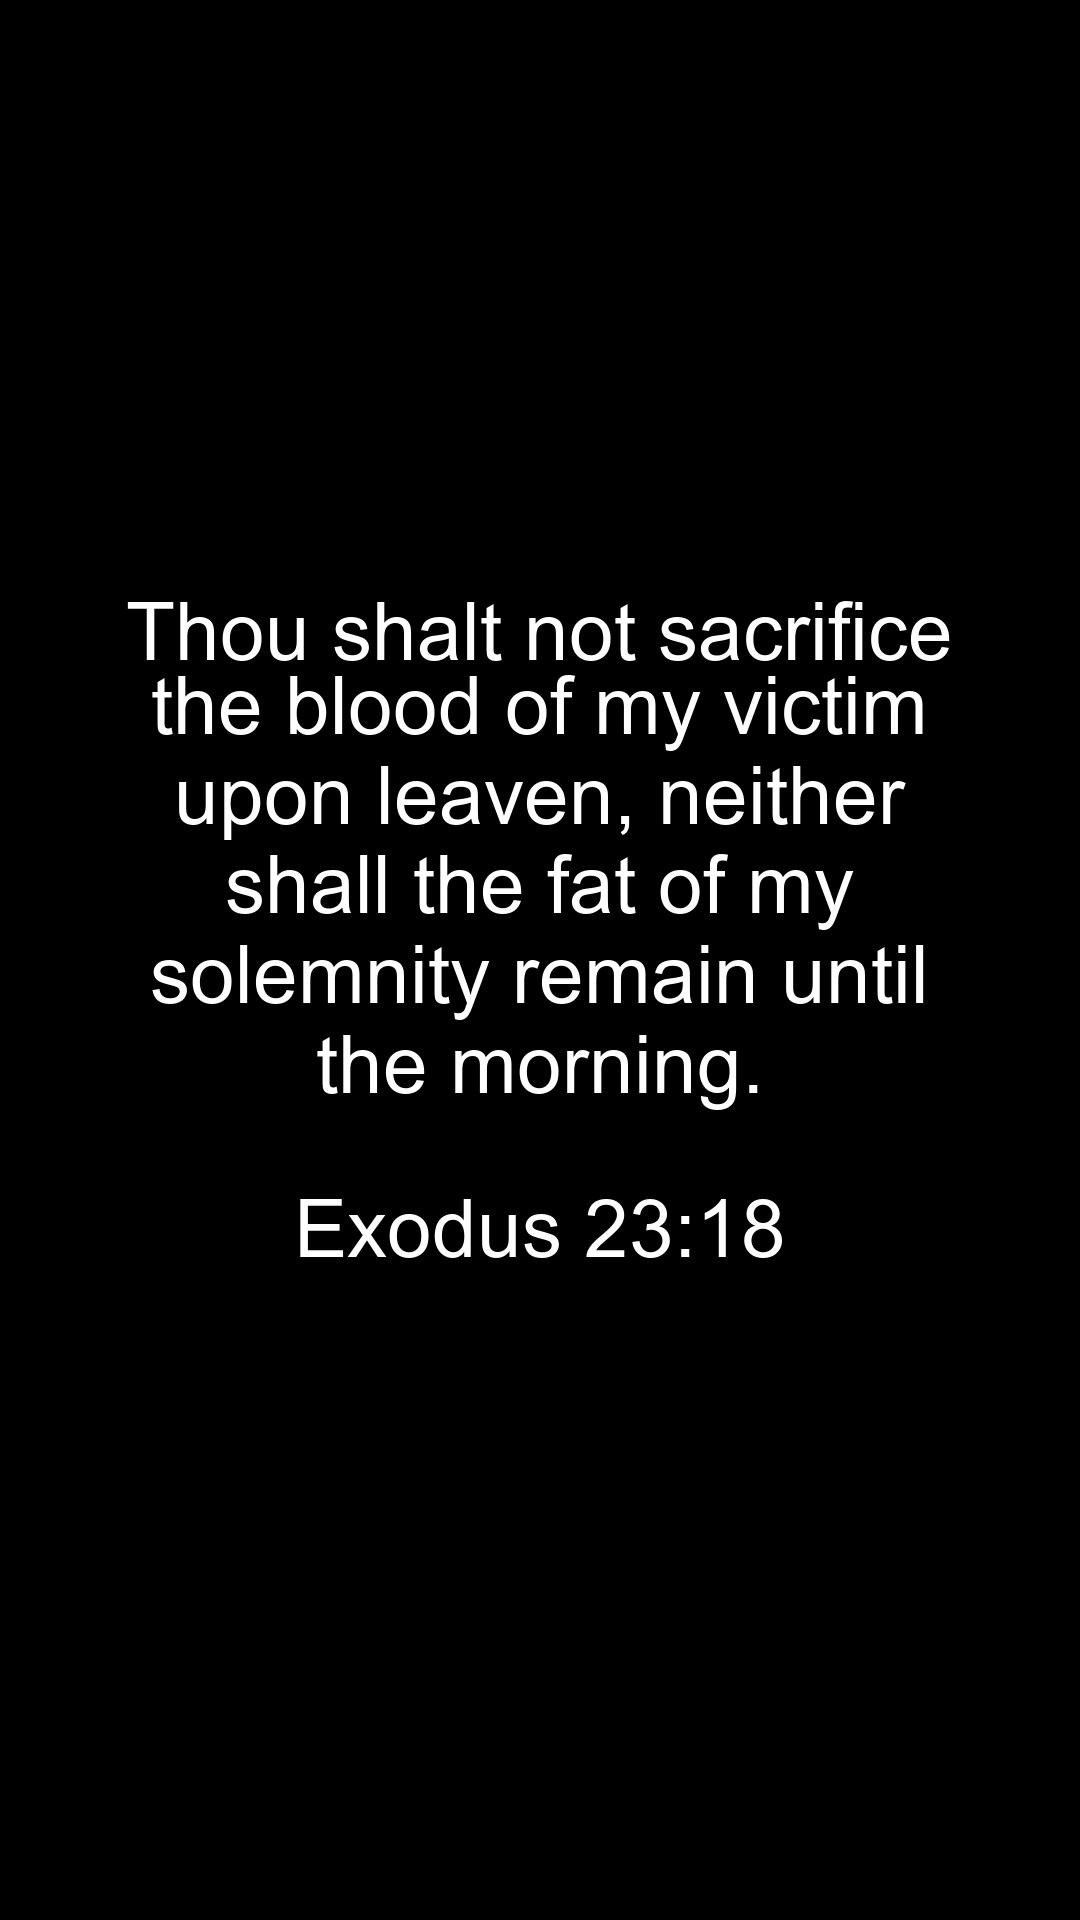 Thou shalt not sacrifice
the blood of my victim
upon leaven, neither
shall the fat of my
solemnity remain until
the morning.
Exodus 23:18